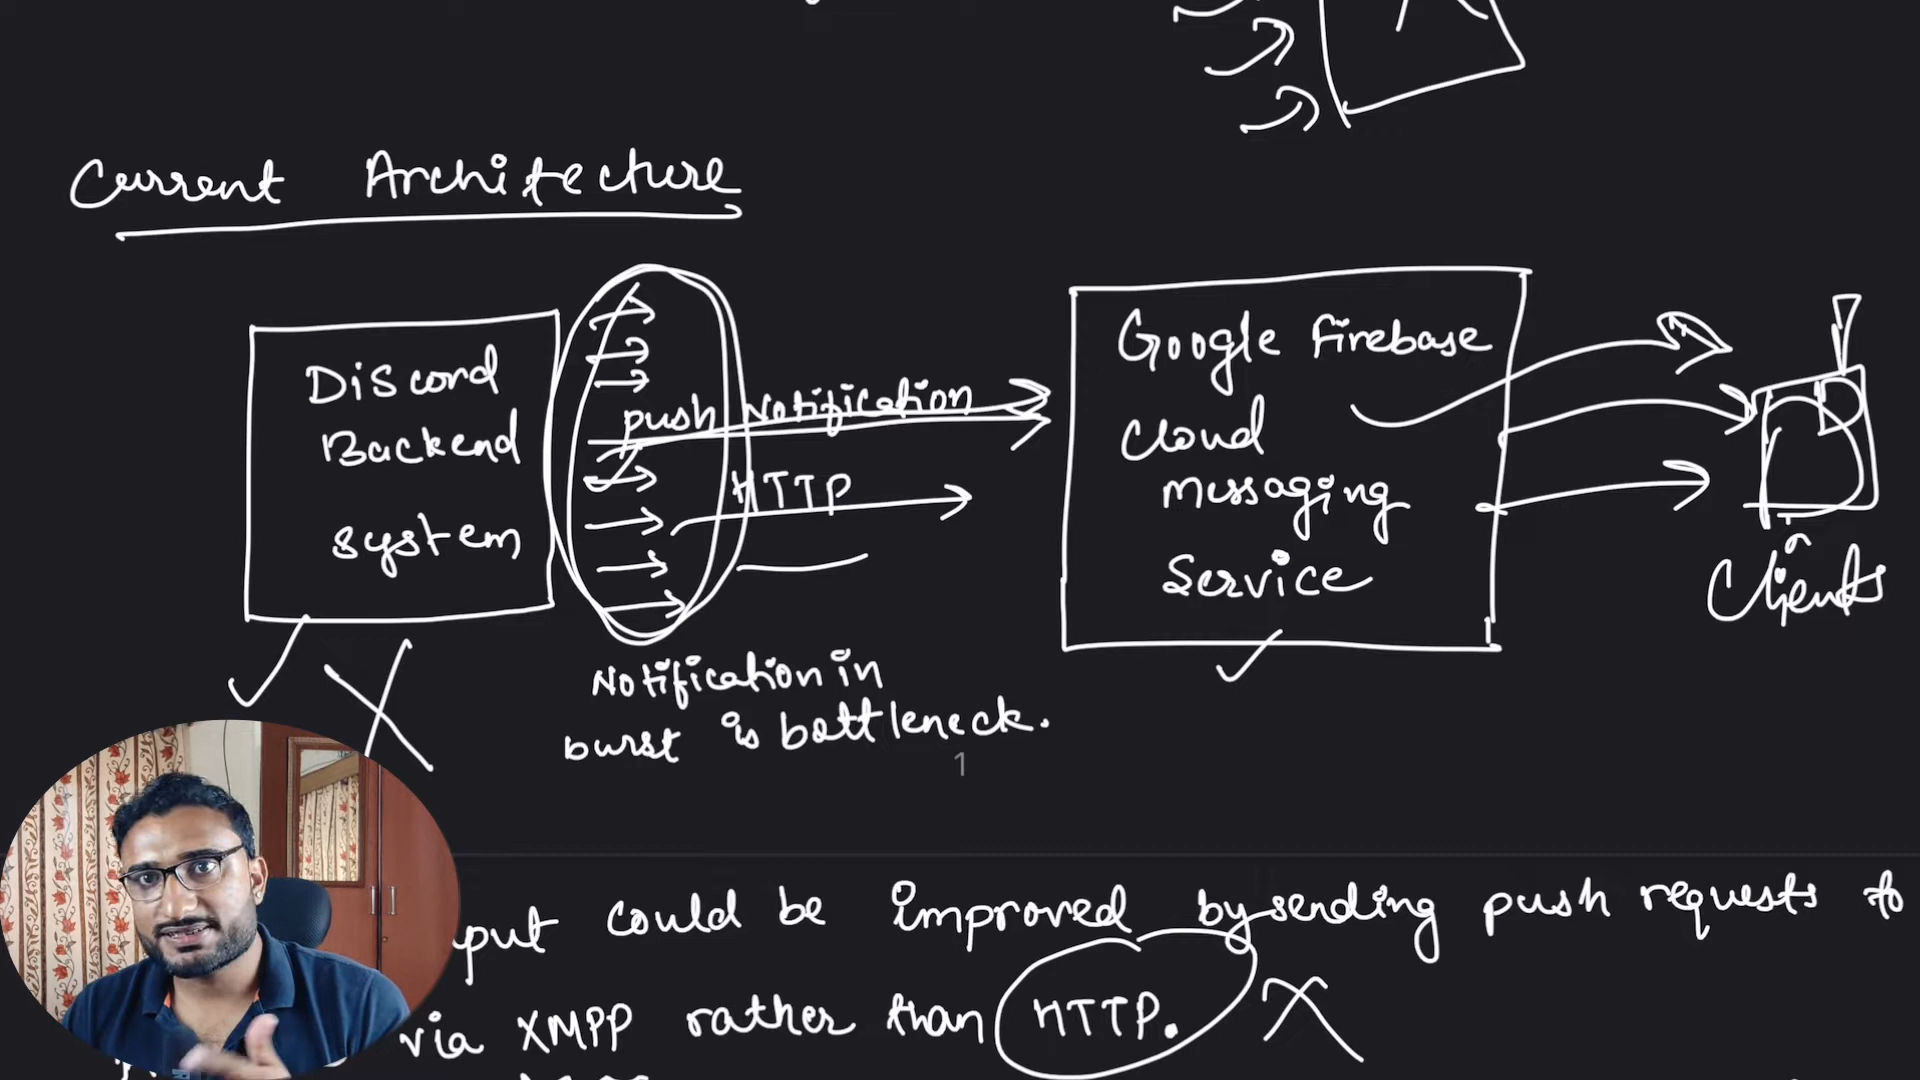 Current Architecture
Discord
Backend
System
push Notification
HTTP
Google Firebase
Cloud
Messaging
Service
Clients
Notification in
burst is bottleneck.
1
put could be improved by sending push requests to
via XMPP rather than HTTP.